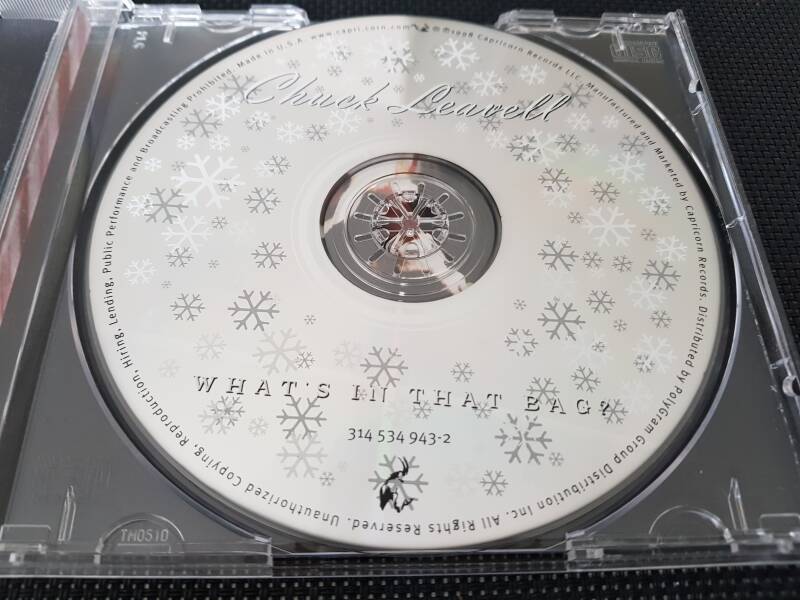 Chuck Leavell
WHAT'S IN THAT BAG?
314 534 943-2
℗©1998 Capricorn Records LLC. Manufactured and Marketed by Capricorn Records. Distributed by PolyGram Group Distribution Inc. All Rights Reserved. Unauthorized Copying, Reproduction, Hiring, Lending, Public Performance and Broadcasting Prohibited. Made in U.S.A. www.capri.corn.com
TM0510